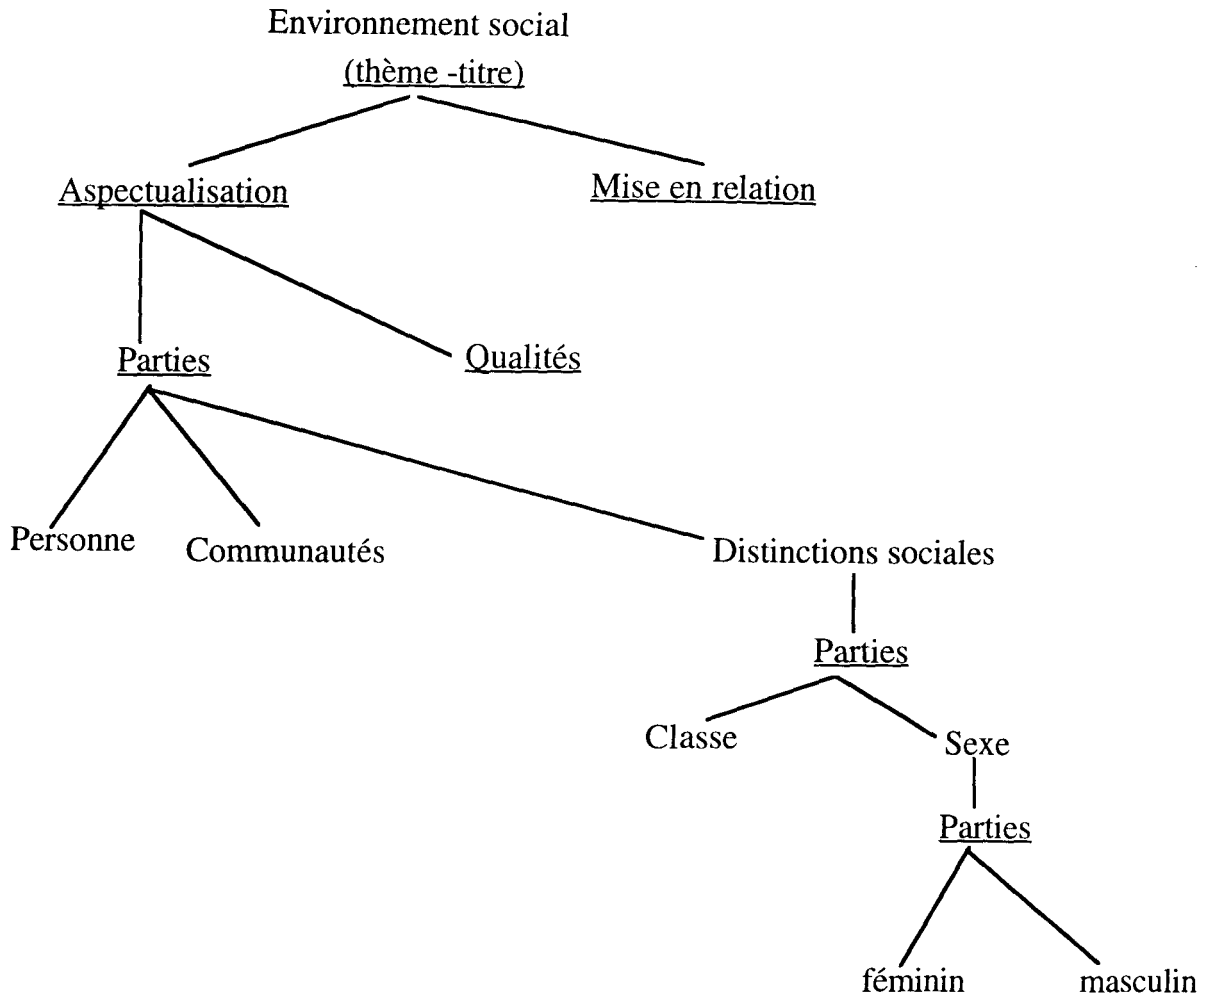 Environnement social
(thème -titre)
Aspectualisation
Mise en relation
Parties
Qualités
Personne
Communautés
Distinctions sociales
Parties
Classe
Sexe
Parties
féminin
masculin